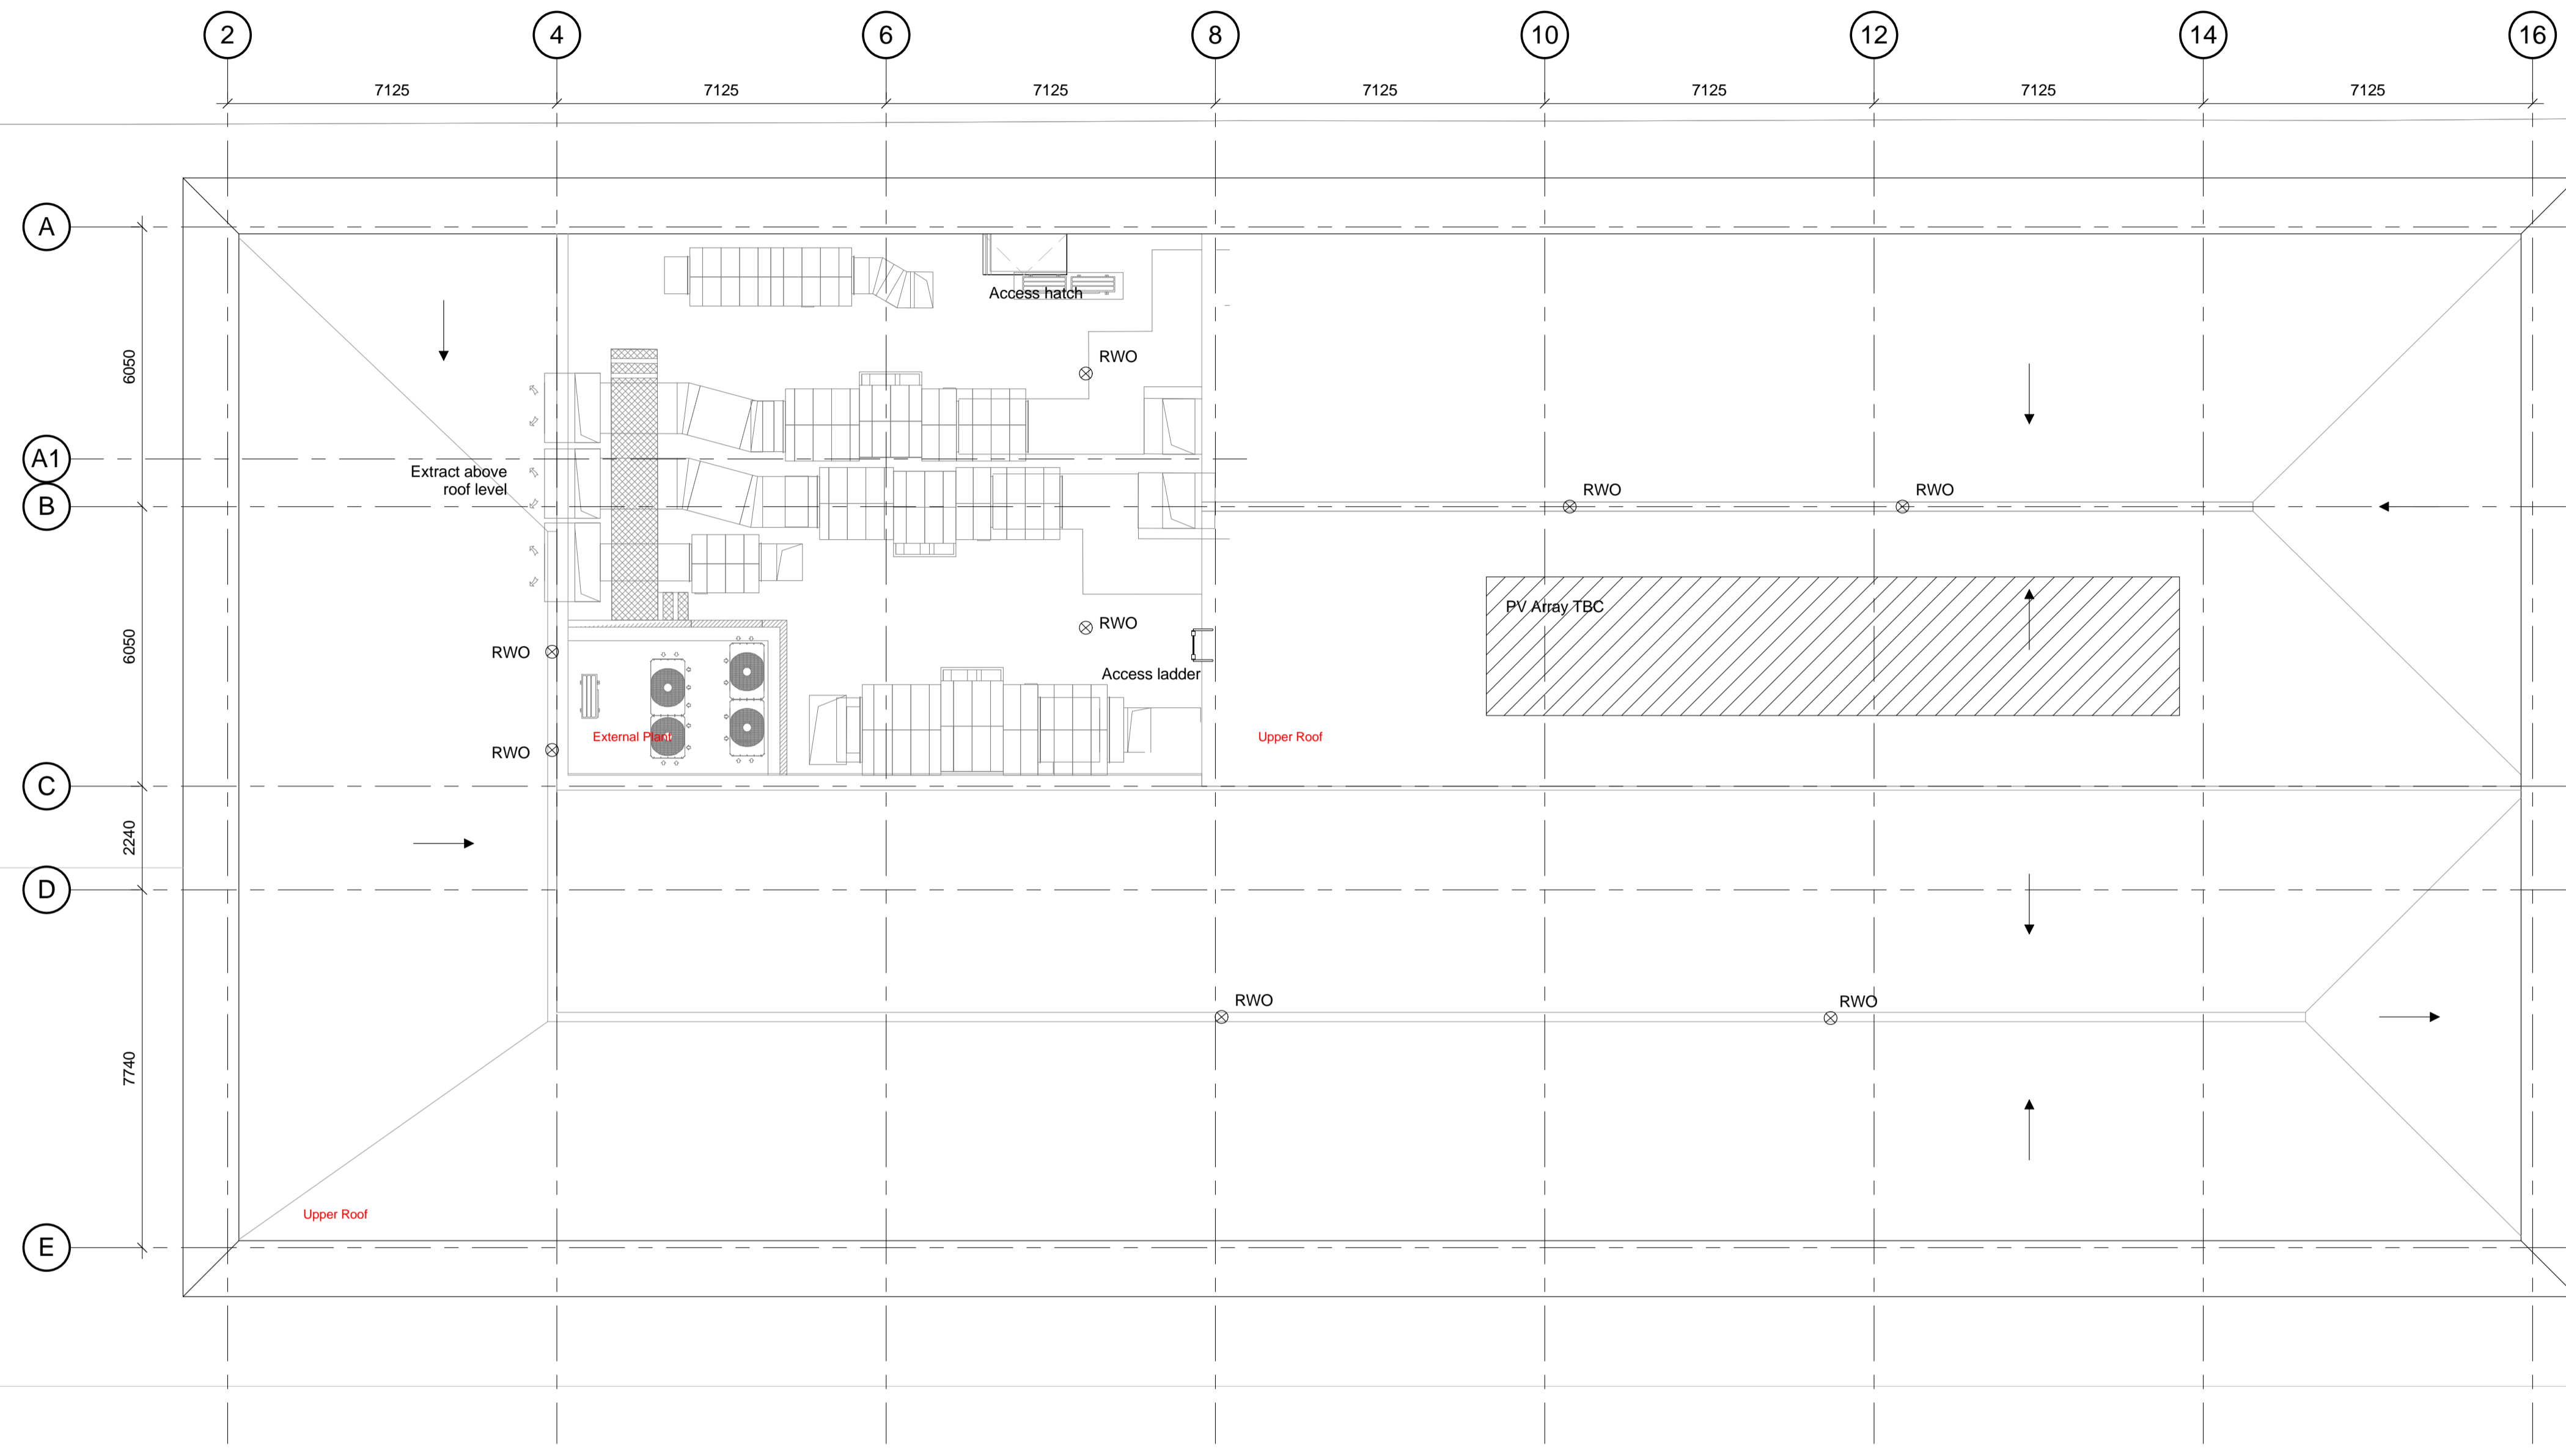 2
4
6
8
10
12
14
16
7125
7125
7125
7125
7125
7125
7125
A
Access hatch
6050
RWO
A1
Extract above
roof level
B
RWO
RWO
PV Array TBC
6050
RWO
RWO
Access ladder
External Plant
Upper Roof
RWO
C
2240
D
RWO
RWO
7740
Upper Roof
E